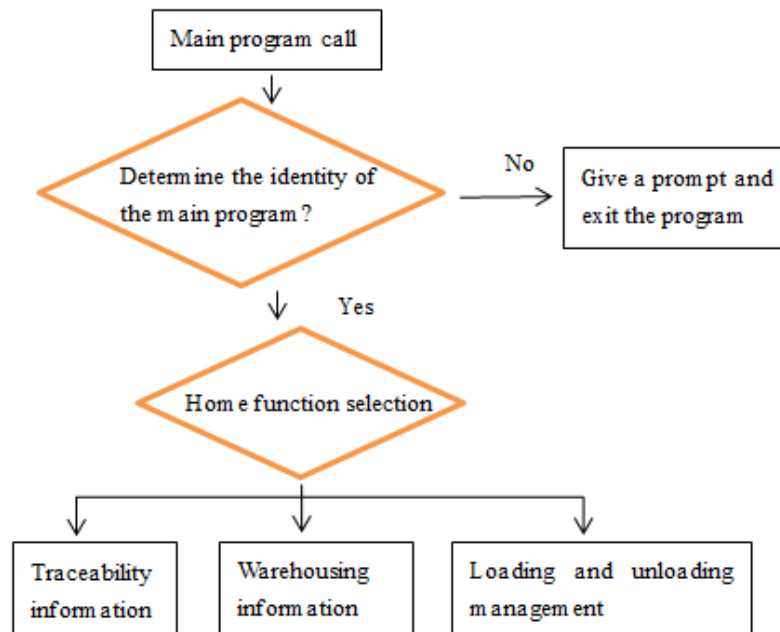 Main program call
Determine the identity of
the main program?
No
Give a prompt and
exit the program
Yes
Home function selection
Traceability
information
Warehousing
information
Loading and unloading
management